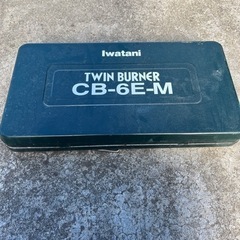 Iwatani
TWIN BURNER
CB-6E-M